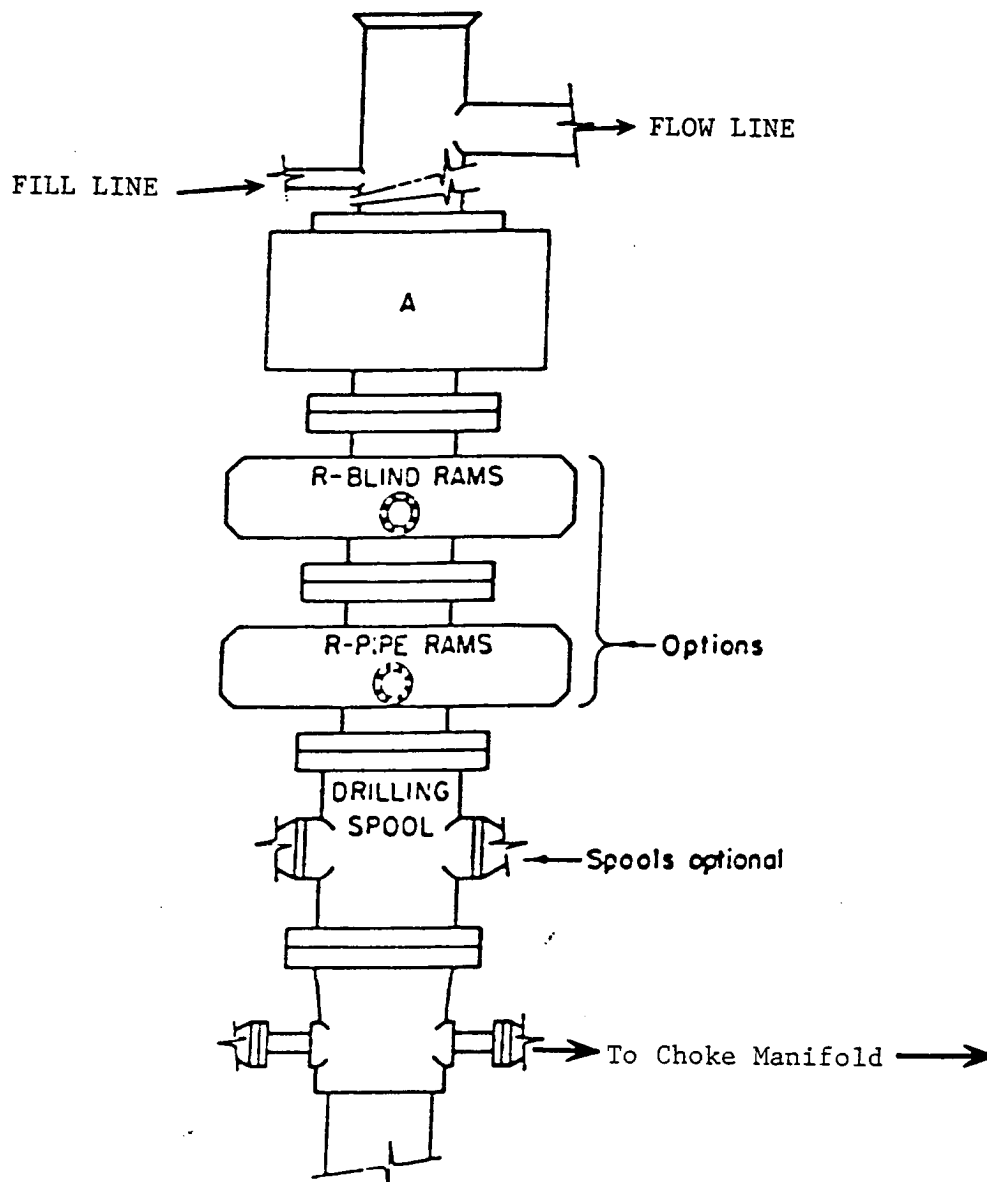 FLOW LINE
FILL LINE
A
R-BLIND RAMS
R-PIPE RAMS
Options
DRILLING
SPOOL
Spools optional
To Choke Manifold